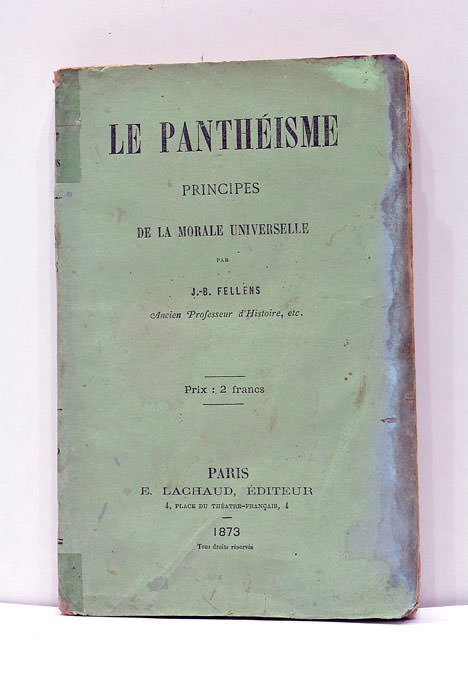 LE PANTHÉISME
PRINCIPES
DE LA MORALE UNIVERSELLE
PAR
J.-B. FELLENS
Ancien Professeur d'Histoire, etc.
Prix : 2 francs
PARIS
E. LACHAUD, ÉDITEUR
4, PLACE DU THÉATRE-FRANÇAIS, 4
1873
Tous droits réservés